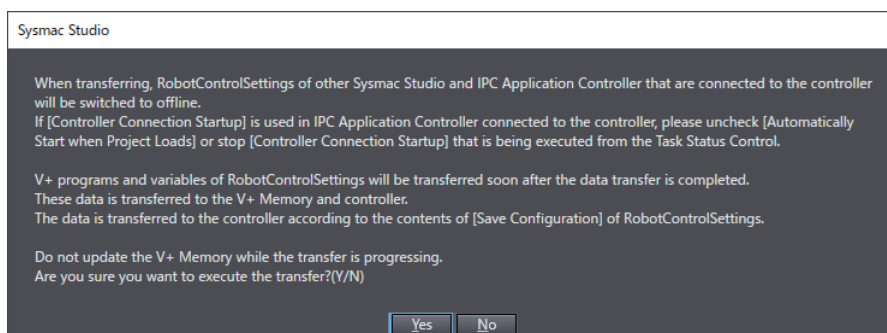 Sysmac Studio
When transferring, RobotControlSettings of other Sysmac Studio and IPC Application Controller that are connected to the controller
will be switched to offline.
If [Controller Connection Startup] is used in IPC Application Controller connected to the controller, please uncheck [Automatically
Start when Project Loads] or stop [Controller Connection Startup] that is being executed from the Task Status Control.
V+ programs and variables of RobotControlSettings will be transferred soon after the data transfer is completed.
These data is transferred to the V+ Memory and controller.
The data is transferred to the controller according to the contents of [Save Configuration] of RobotControlSettings.
Do not update the V+ Memory while the transfer is progressing.
Are you sure you want to execute the transfer?(Y/N)
Yes No